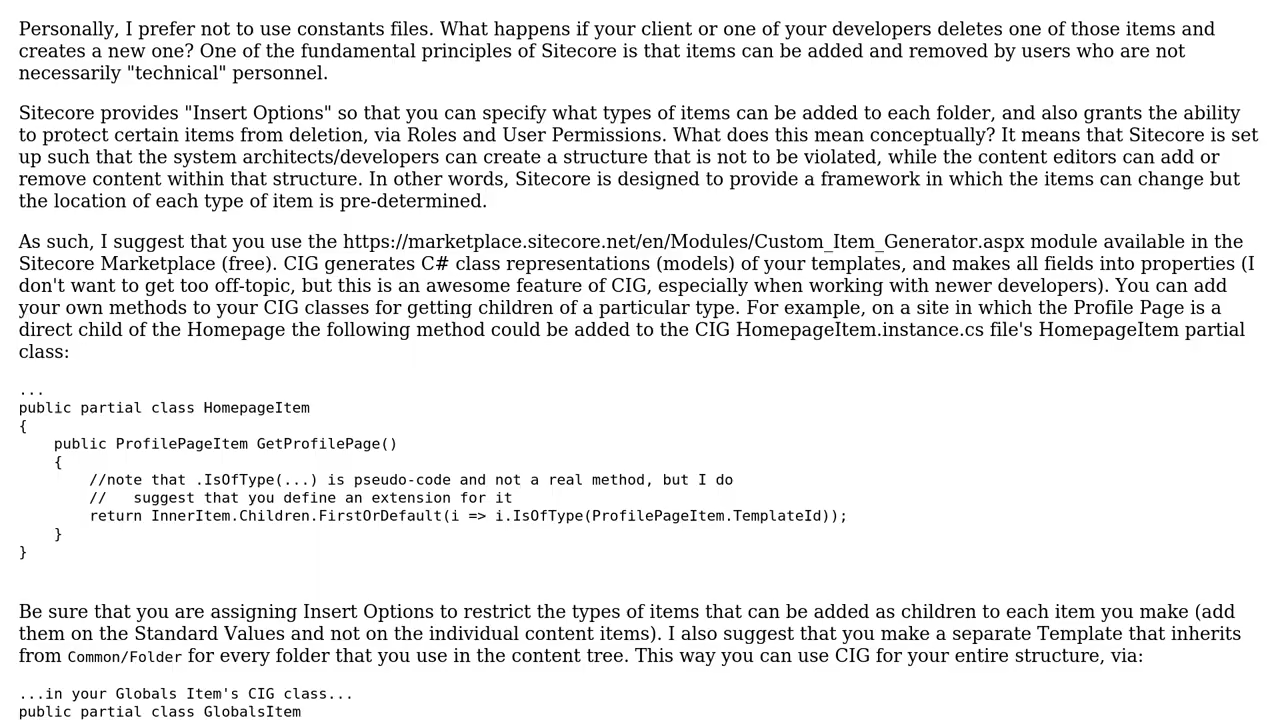 Personally, I prefer not to use constants files. What happens if your client or one of your developers deletes one of those items and
creates a new one? One of the fundamental principles of Sitecore is that items can be added and removed by users who are not
necessarily "technical" personnel.
Sitecore provides "Insert Options" so that you can specify what types of items can be added to each folder, and also grants the ability
to protect certain items from deletion, via Roles and User Permissions. What does this mean conceptually? It means that Sitecore is set
up such that the system architects/developers can create a structure that is not to be violated, while the content editors can add or
remove content within that structure. In other words, Sitecore is designed to provide a framework in which the items can change but
the location of each type of item is pre-determined.
As such, I suggest that you use the https://marketplace.sitecore.net/en/Modules/Custom_Item_Generator.aspx module available in the
Sitecore Marketplace (free). CIG generates C# class representations (models) of your templates, and makes all fields into properties (I
don't want to get too off-topic, but this is an awesome feature of CIG, especially when working with newer developers). You can add
your own methods to your CIG classes for getting children of a particular type. For example, on a site in which the Profile Page is a
direct child of the Homepage the following method could be added to the CIG HomepageItem.instance.cs file's HomepageItem partial
class:
...
public partial class HomepageItem
{
    public ProfilePageItem GetProfilePage()
    {
        //note that .IsOfType(...) is pseudo-code and not a real method, but I do
        //   suggest that you define an extension for it
        return InnerItem.Children.FirstOrDefault(i => i.IsOfType(ProfilePageItem.TemplateId));
    }
}
Be sure that you are assigning Insert Options to restrict the types of items that can be added as children to each item you make (add
them on the Standard Values and not on the individual content items). I also suggest that you make a separate Template that inherits
from Common/Folder for every folder that you use in the content tree. This way you can use CIG for your entire structure, via:
...in your Globals Item's CIG class...
public partial class GlobalsItem